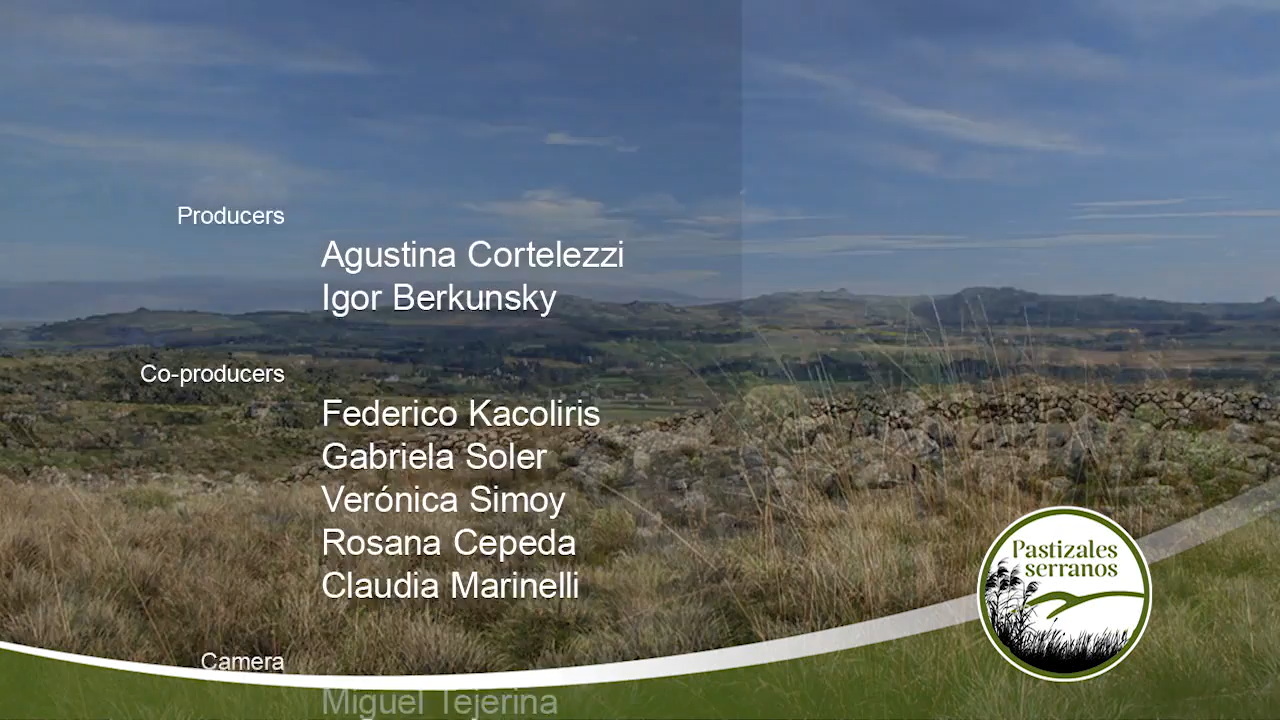 Producers
Agustina Cortelezzi
Igor Berkunsky
Co-producers
Federico Kacoliris
Gabriela Soler
Verónica Simoy
Rosana Cepeda
Claudia Marinelli
Camera
Miguel Tejerina
Pastizales
serranos